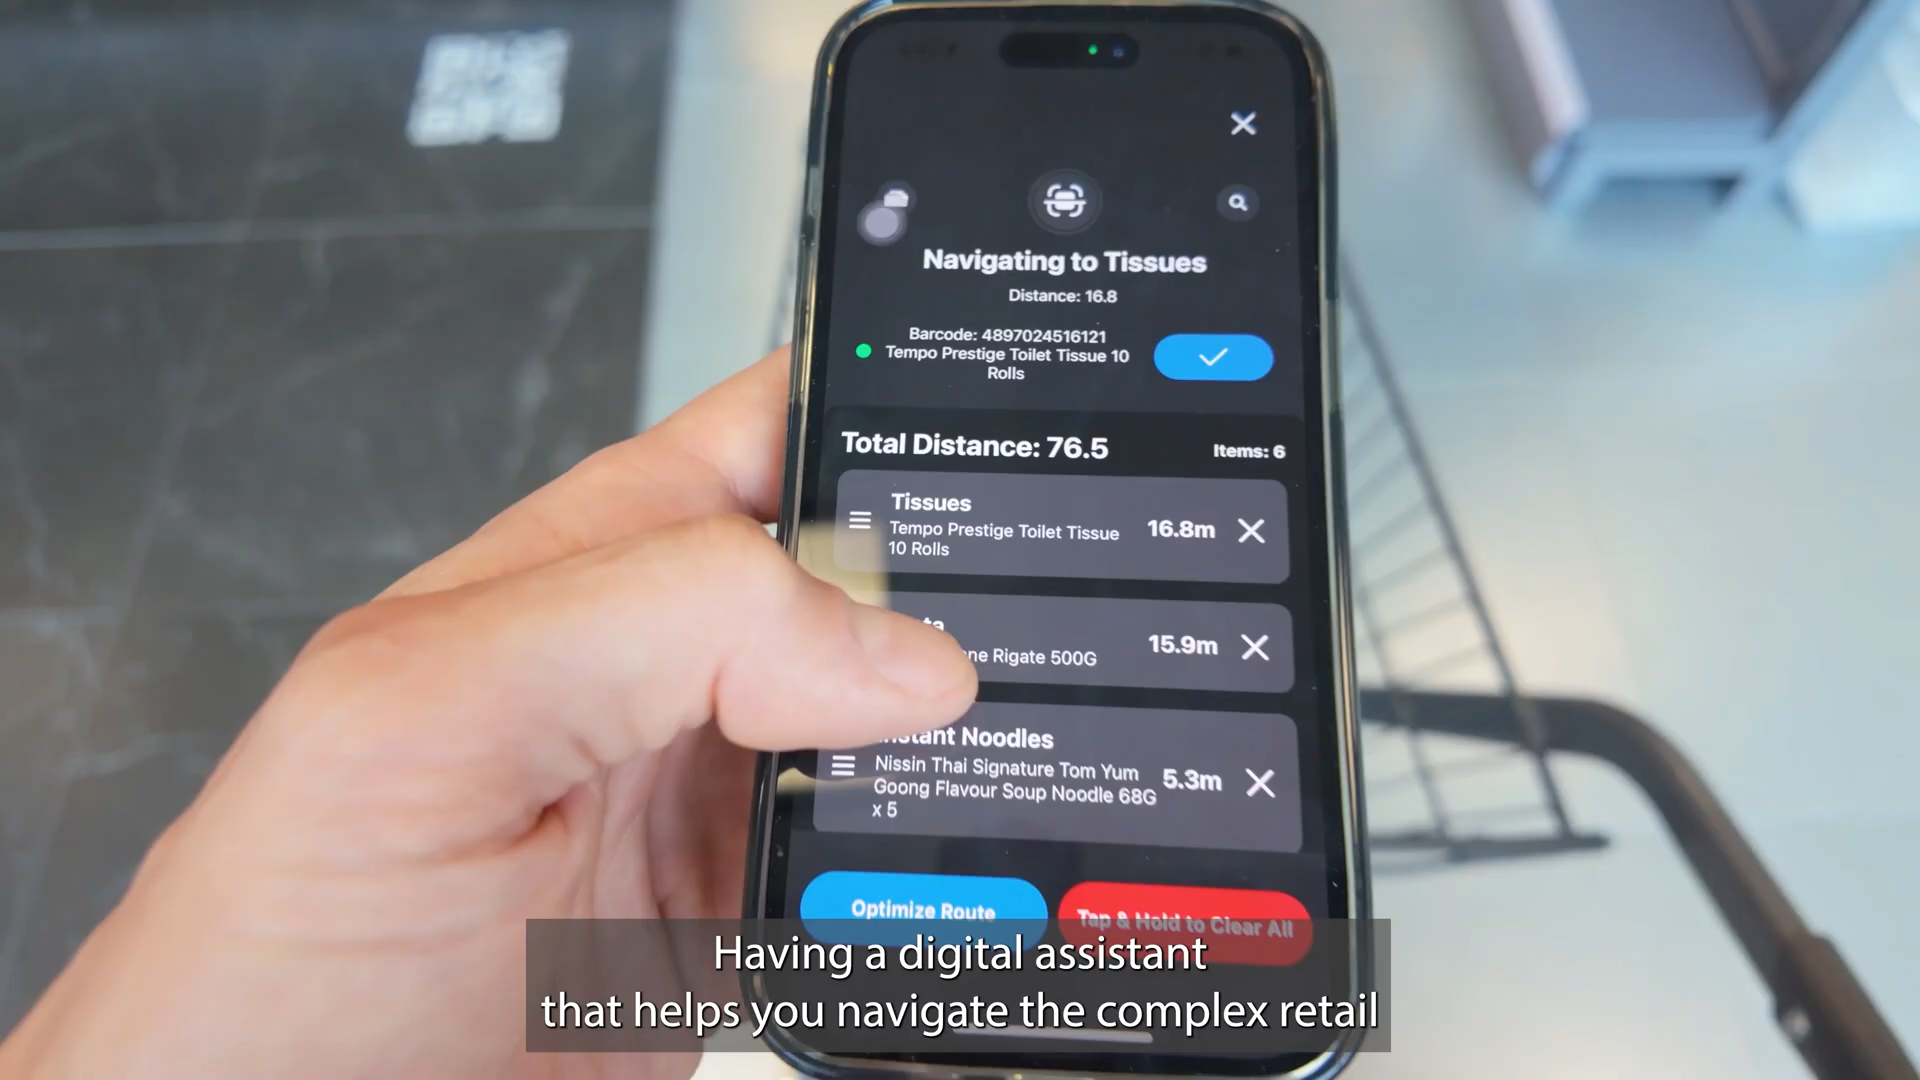 Navigating to Tissues
Distance: 16.8
Barcode: 4897024516121
Tempo Prestige Toilet Tissue 10
Rolls
Total Distance: 76.5
Items: 6
Tissues
Tempo Prestige Toilet Tissue
10 Rolls
16.8m
Rigate 500G
15.9m
Instant Noodles
Nissin Thai Signature Tom Yum
Goong Flavour Soup Noodle 68G
x 5
5.3m
Optimize Route
Tap & Hold to Clear All
Having a digital assistant
that helps you navigate the complex retail